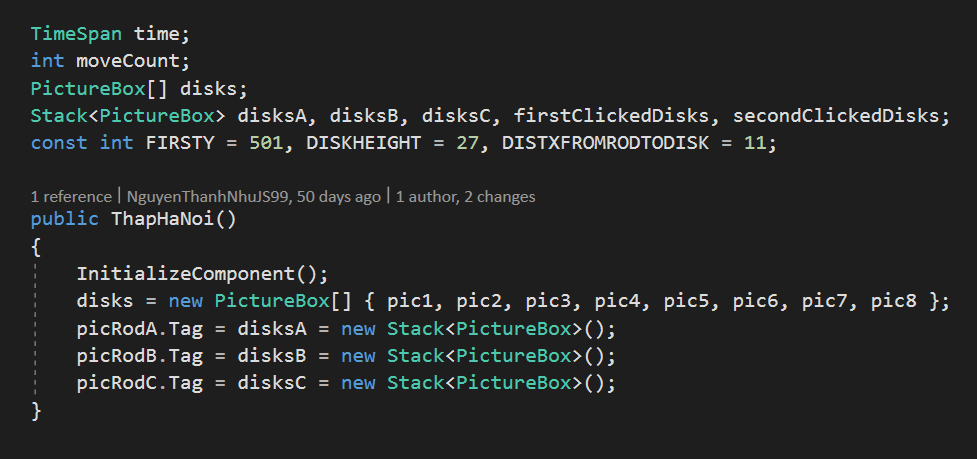 TimeSpan time;
int moveCount;
PictureBox[] disks;
Stack<PictureBox> disksA, disksB, disksC, firstClickedDisks, secondClickedDisks;
const int FIRSTY = 501, DISKHEIGHT = 27, DISTXFROMRODTODISK = 11;
1 reference | NguyenThanhNhuJS99, 50 days ago | 1 author, 2 changes
public ThapHaNoi()
{
InitializeComponent();
disks = new PictureBox[] { pic1, pic2, pic3, pic4, pic5, pic6, pic7, pic8 };
picRodA.Tag = disksA = new Stack<PictureBox>();
picRodB.Tag = disksB = new Stack<PictureBox>();
picRodC.Tag = disksC = new Stack<PictureBox>();
}